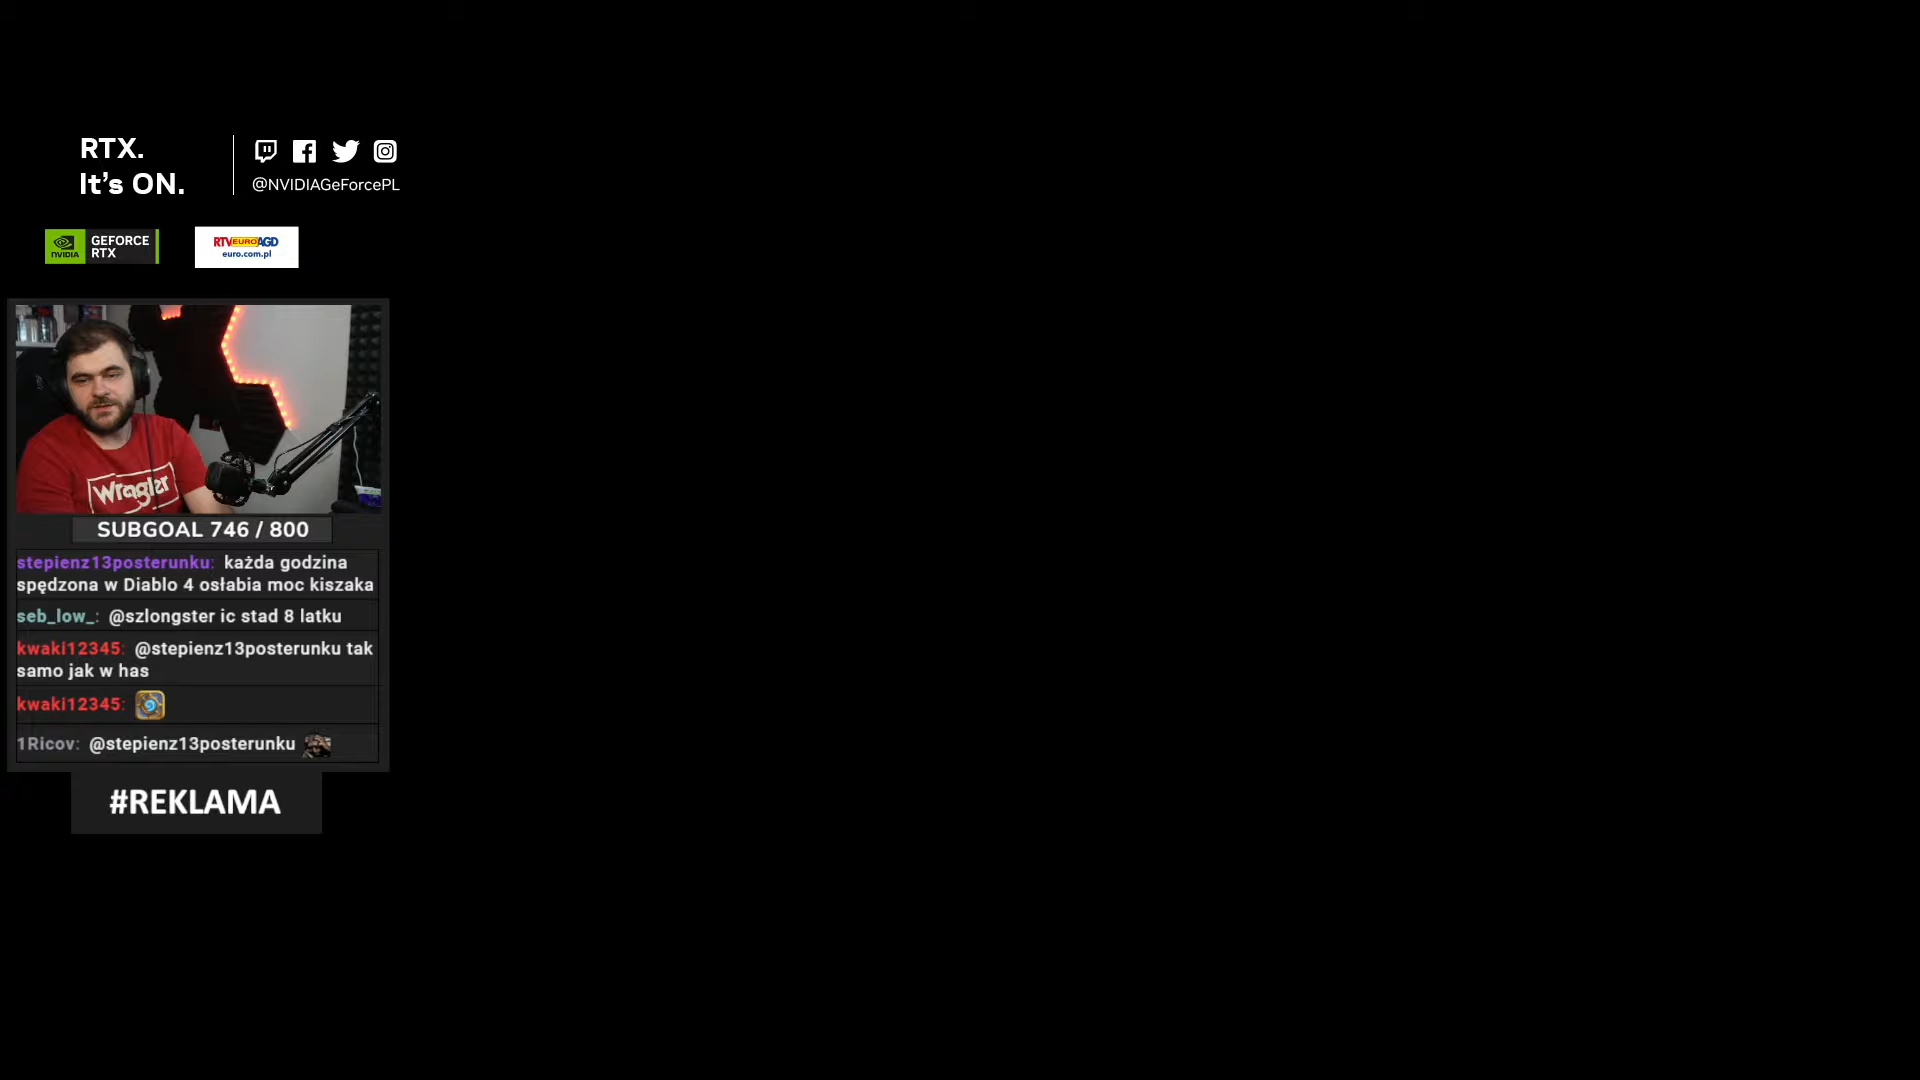 RTX.
It's ON.
@NVIDIAGeForcePL
NVIDIA
GEFORCE
RTX
RTV EURO AGD
euro.com.pl
Wrangler
SUBGOAL 746 / 800
stepienz13posterunku: każda godzina
spędzona w Diablo 4 osłabia moc kiszaka
seb_low_: @szlongster ic stad 8 latku
kwaki12345: @stepienz13posterunku tak
samo jak w has
kwaki12345:
1Ricov: @stepienz13posterunku
#REKLAMA